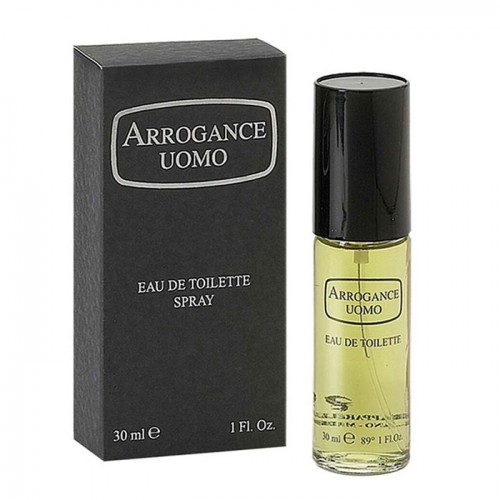 ARROGANCE
UOMO
EAU DE TOILETTE
SPRAY
30 ml e
1 Fl. Oz.
ARROGANCE
UOMO
EAU DE TOILETTE
30 ml e 89° 1 Fl.Oz.